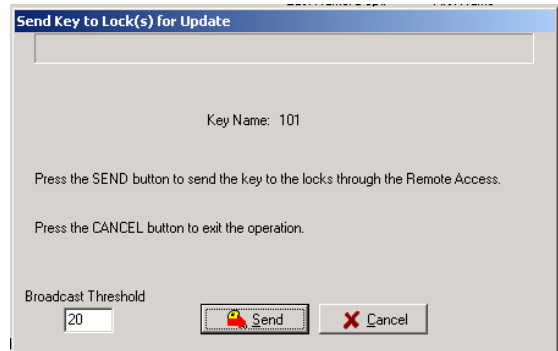 Send Key to Lock(s) for Update
Key Name: 101
Press the SEND button to send the key to the locks through the Remote Access.
Press the CANCEL button to exit the operation.
Broadcast Threshold
20
Send
Cancel